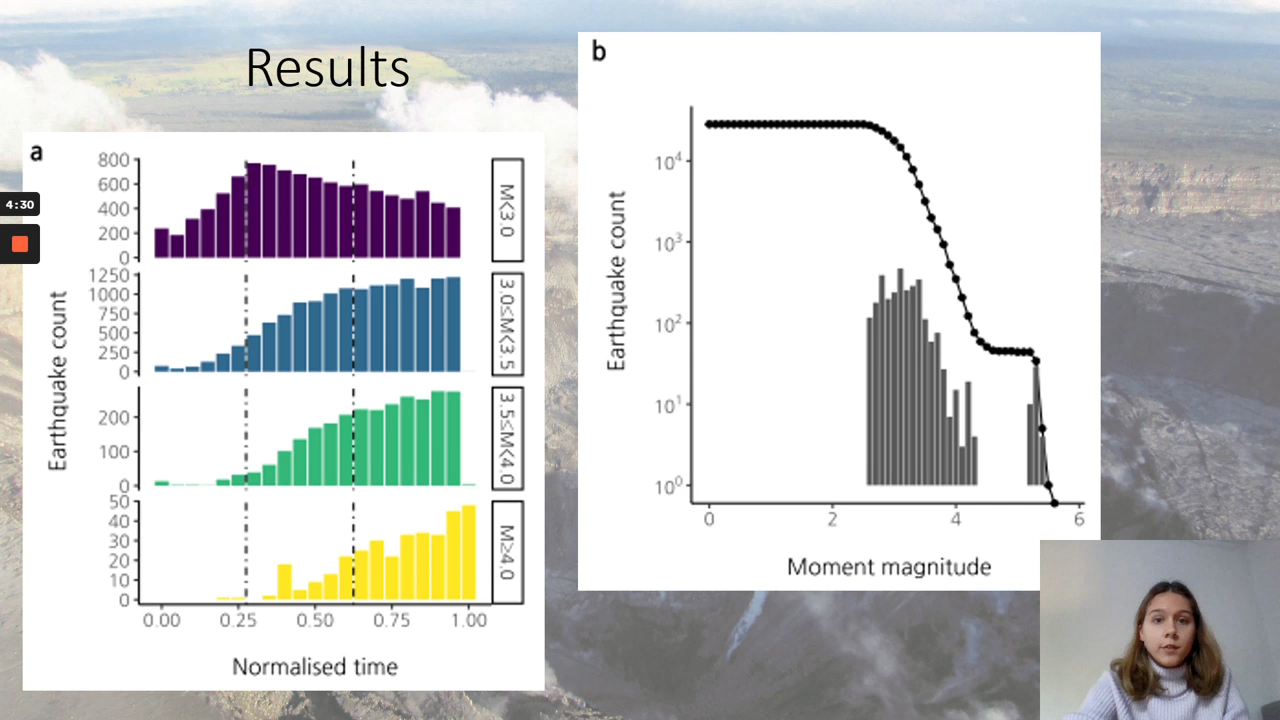 Results
4:30
a
Earthquake count
800
600
400
200
0
M<3.0
1250
1000
750
500
250
0
3.0≤M<3.5
200
100
0
3.5≤M<4.0
50
40
30
20
10
0
M≥4.0
0.00 0.25 0.50 0.75 1.00
Normalised time
b
Earthquake count
10⁴
10³
10²
10¹
10⁰
0 2 4 6
Moment magnitude